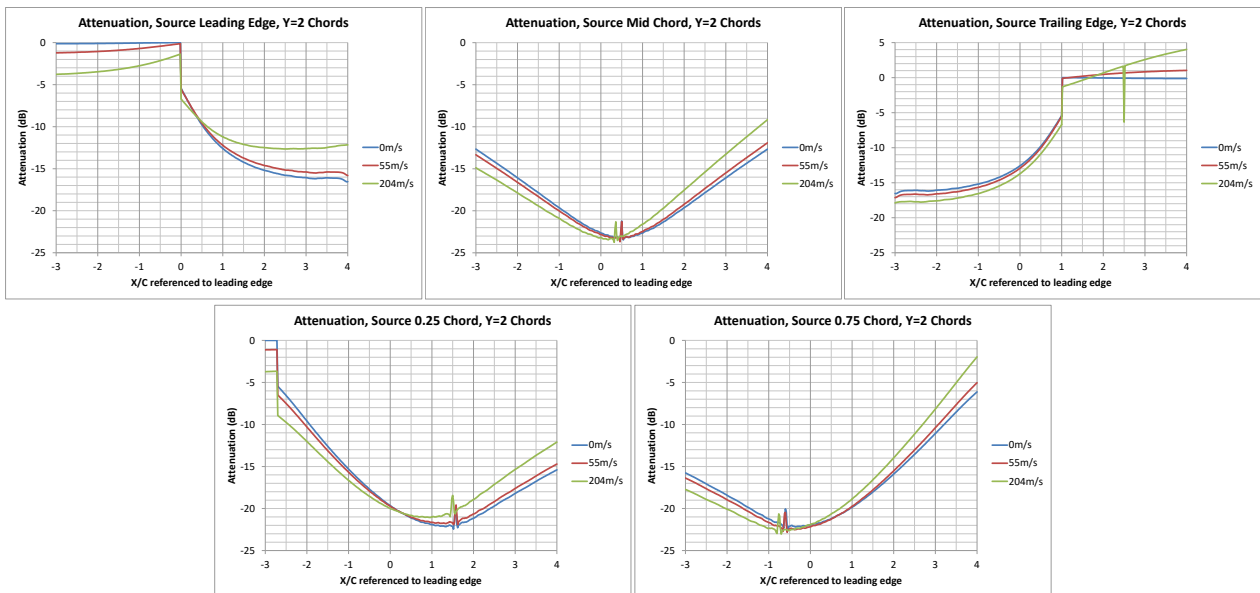 Attenuation, Source Leading Edge, Y=2 Chords
0
-5
-10
-15
-20
-25
-3 -2 -1 0 1 2 3 4
Attenuation (dB)
X/C referenced to leading edge
0m/s
55m/s
204m/s
Attenuation, Source Mid Chord, Y=2 Chords
0
-5
-10
-15
-20
-25
-3 -2 -1 0 1 2 3 4
Attenuation (dB)
X/C referenced to leading edge
0m/s
55m/s
204m/s
Attenuation, Source Trailing Edge, Y=2 Chords
5
0
-5
-10
-15
-20
-25
-3 -2 -1 0 1 2 3 4
Attenuation (dB)
X/C referenced to leading edge
0m/s
55m/s
204m/s
Attenuation, Source 0.25 Chord, Y=2 Chords
0
-5
-10
-15
-20
-25
-3 -2 -1 0 1 2 3 4
Attenuation (dB)
X/C referenced to leading edge
0m/s
55m/s
204m/s
Attenuation, Source 0.75 Chord, Y=2 Chords
0
-5
-10
-15
-20
-25
-3 -2 -1 0 1 2 3 4
Attenuation (dB)
X/C referenced to leading edge
0m/s
55m/s
204m/s